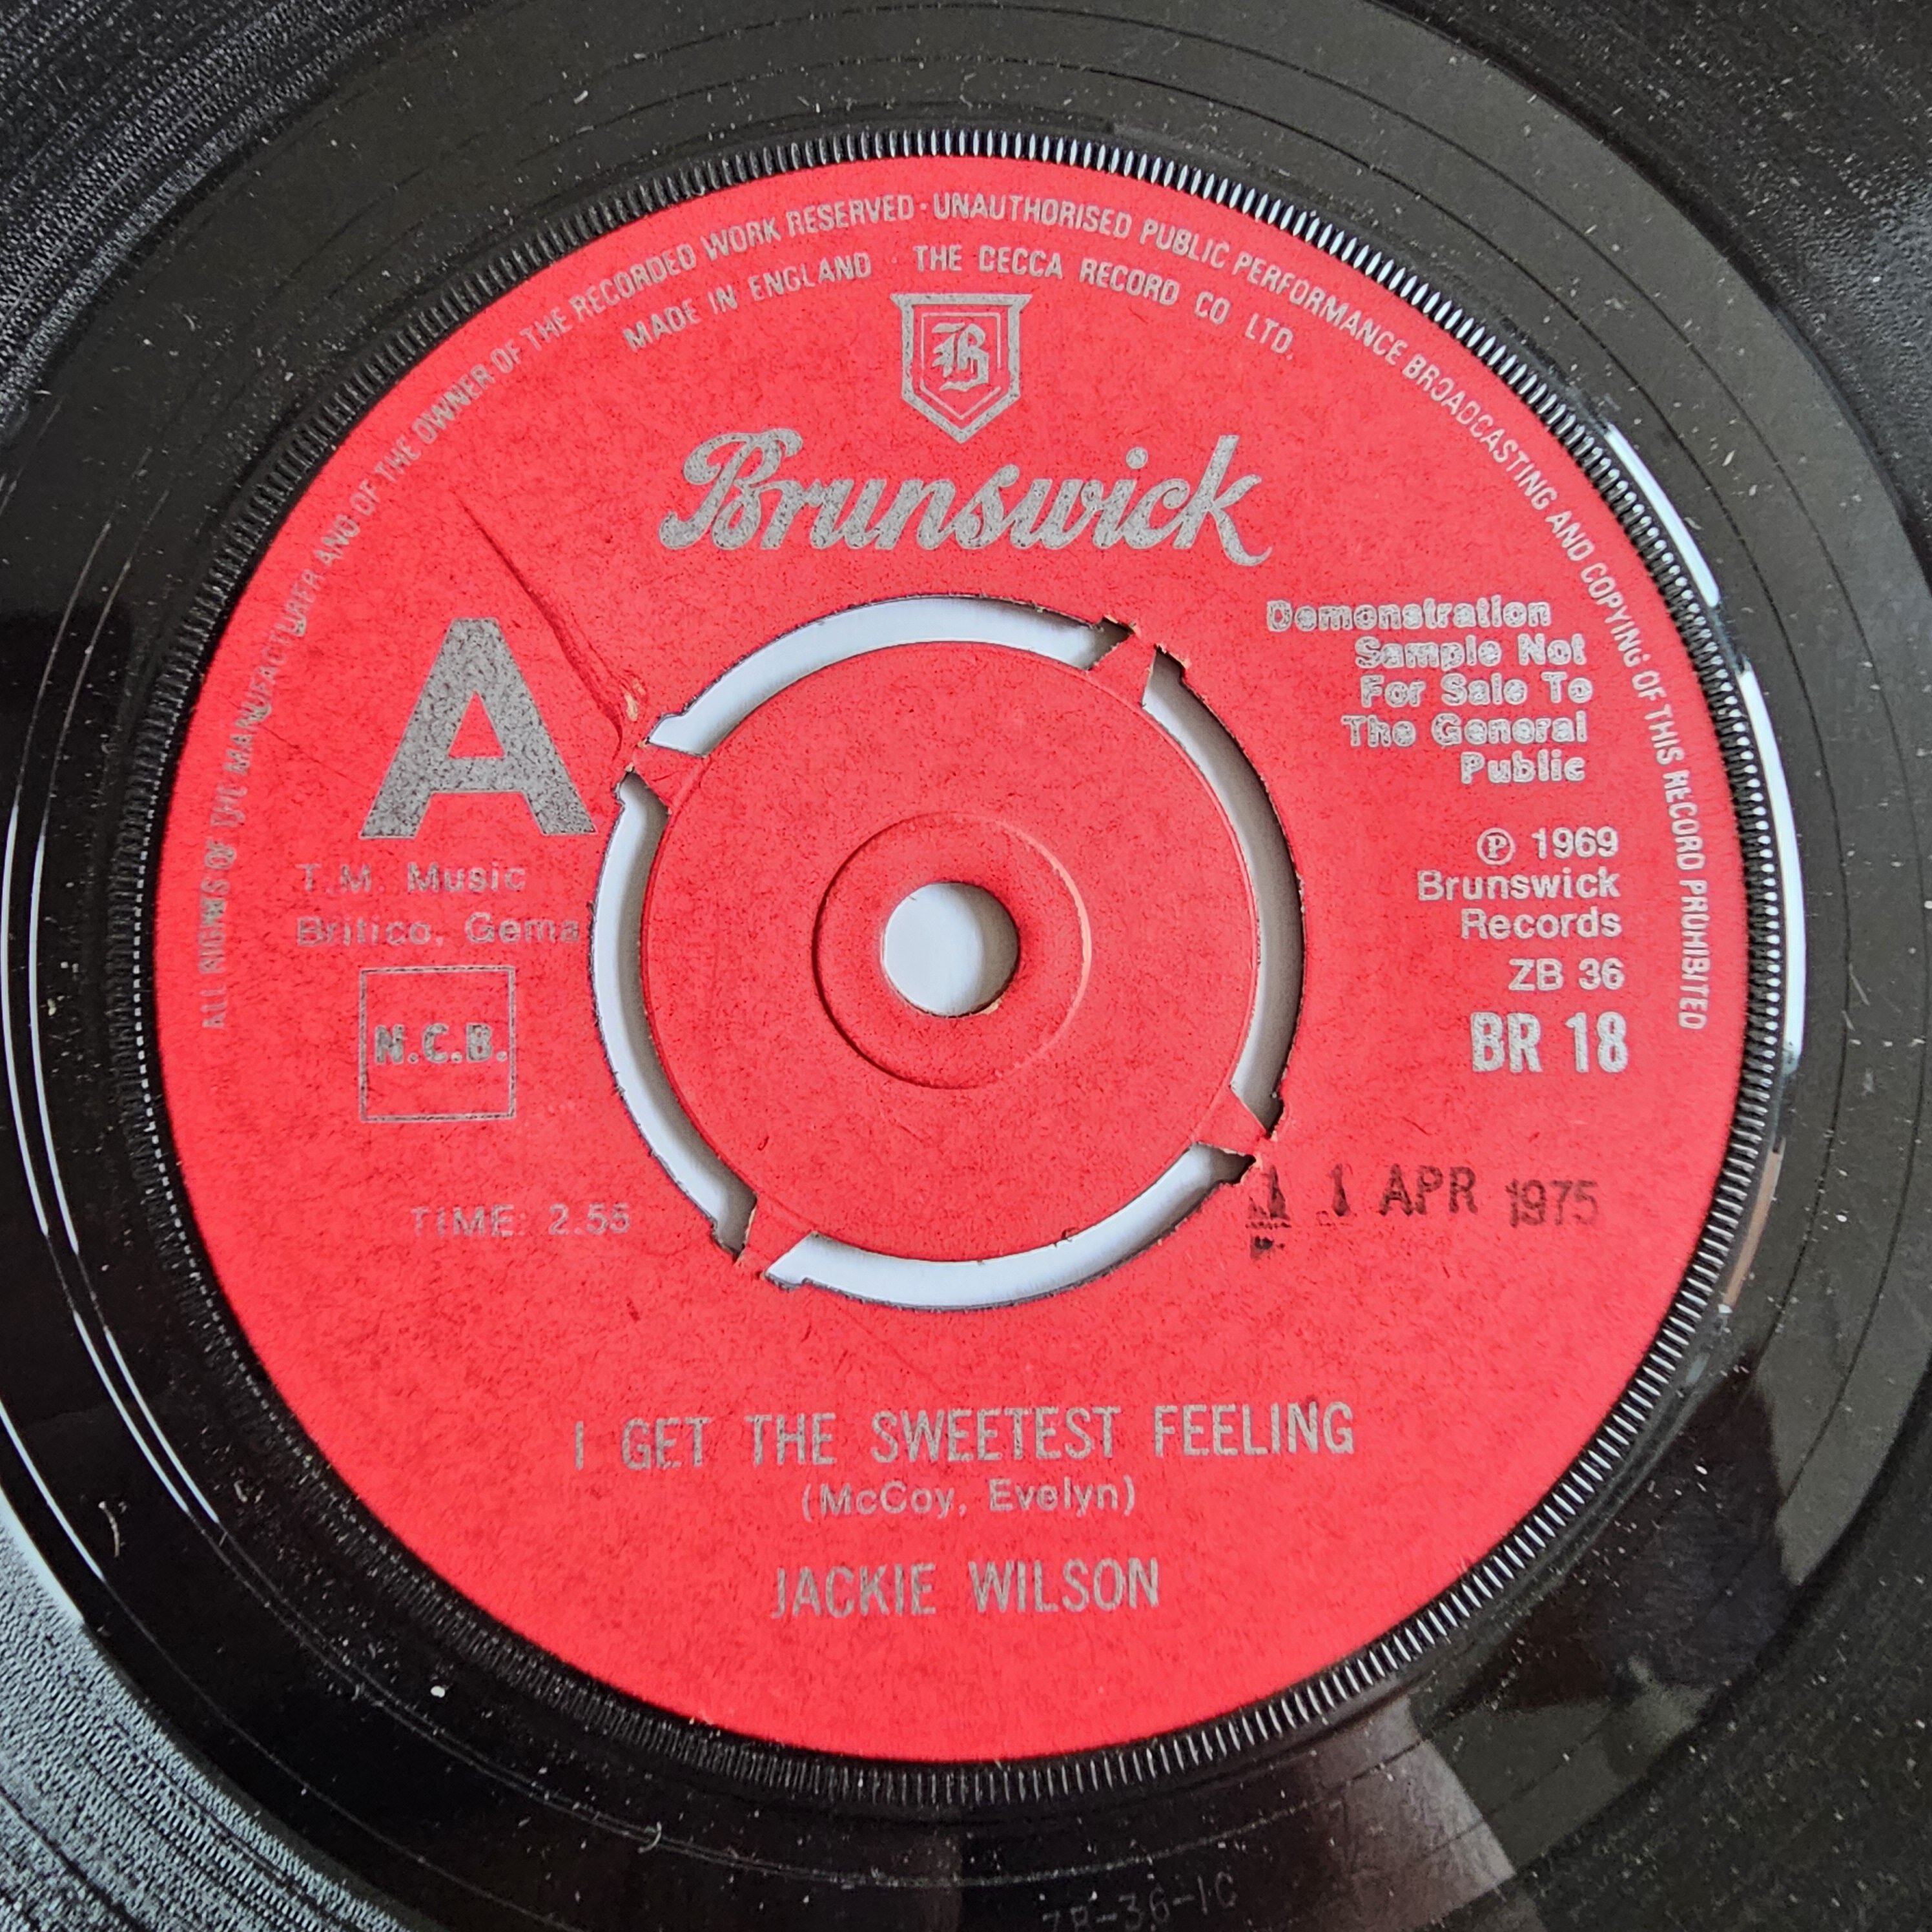 ALL RIGHTS OF THE MANUFACTURER AND OF THE OWNER OF THE RECORDED WORK RESERVED · UNAUTHORISED PUBLIC PERFORMANCE BROADCASTING AND COPYING OF THIS RECORD PROHIBITED
MADE IN ENGLAND · THE DECCA RECORD CO LTD.
B
Brunswick
A
Demonstration
Sample Not
For Sale To
The General
Public
T.M. Music
Britico, Gema
N.C.B.
TIME: 2.55
℗ 1969
Brunswick
Records
ZB 36
BR 18
1 APR 1975
I GET THE SWEETEST FEELING
(McCoy, Evelyn)
JACKIE WILSON
ZB-36-1C